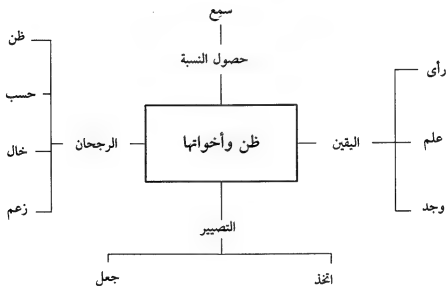 سمع
حصول النسبة
ظن وأخواتها
اليقين
رأى
علم
وجد
الرجحان
ظن
حسب
خال
زعم
التصيير
اتخذ
جعل